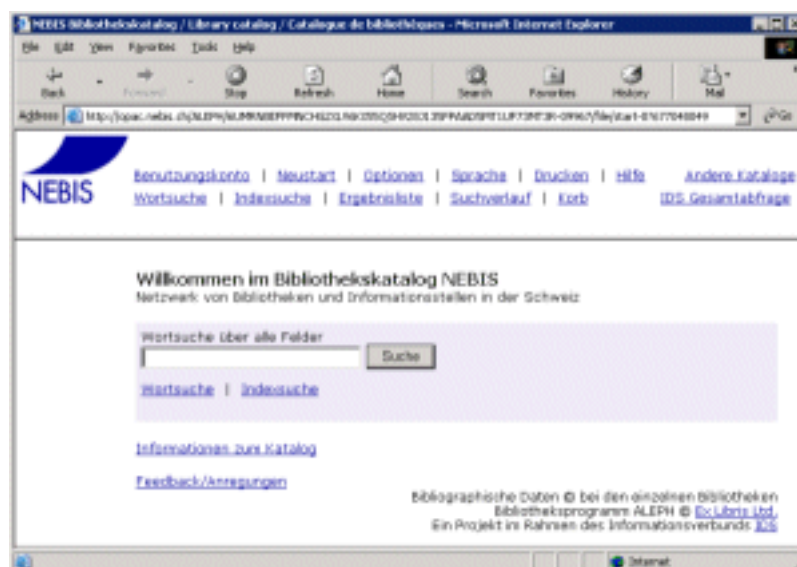 NEBIS Bibliothekskatalog / Library catalog / Catalogue de bibliothèques - Microsoft Internet Explorer
File Edit View Favorites Tools Help
Back Forward Stop Refresh Home Search Favorites History Mail
Address Go
NEBIS
Benutzungskonto | Neustart | Optionen | Sprache | Drucken | Hilfe Andere Kataloge
Wortsuche | Indexsuche | Ergebnisliste | Suchverlauf | Korb IDS Gesamtabfrage
Willkommen im Bibliothekskatalog NEBIS
Netzwerk von Bibliotheken und Informationsstellen in der Schweiz
Wortsuche über alle Felder
Suche
Wortsuche | Indexsuche
Informationen zum Katalog
Feedback/Anregungen
Bibliographische Daten © bei den einzelnen Bibliotheken
Bibliotheksprogramm ALEPH © Ex Libris Ltd.
Ein Projekt im Rahmen des Informationsverbunds IDS
Internet